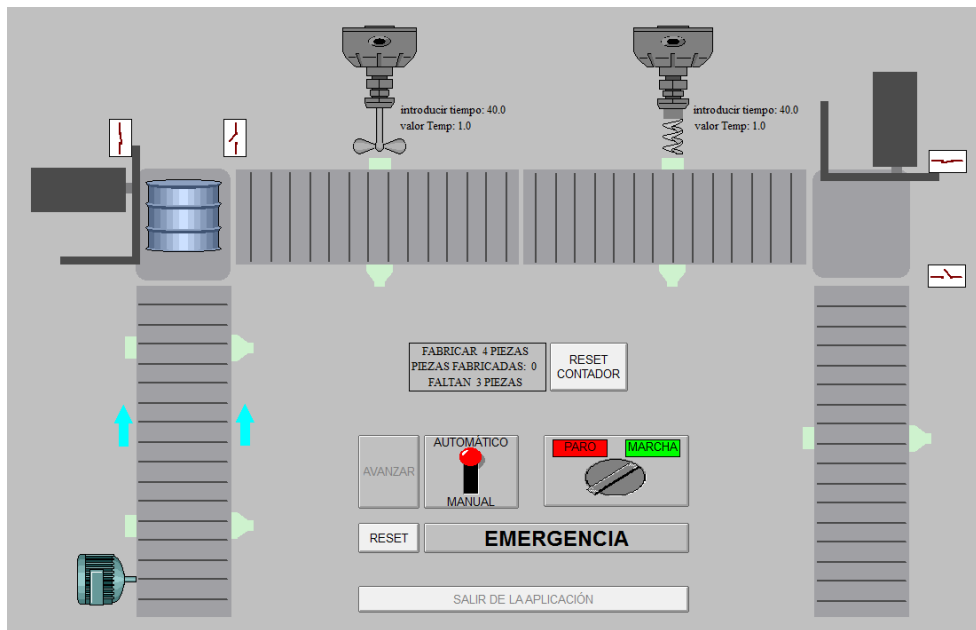 introducir tiempo: 40.0
valor Temp: 1.0
introducir tiempo: 40.0
valor Temp: 1.0
FABRICAR 4 PIEZAS
PIEZAS FABRICADAS: 0
FALTAN 3 PIEZAS
RESET
CONTADOR
AVANZAR
AUTOMÁTICO
MANUAL
PARO
MARCHA
RESET
EMERGENCIA
SALIR DE LA APLICACIÓN